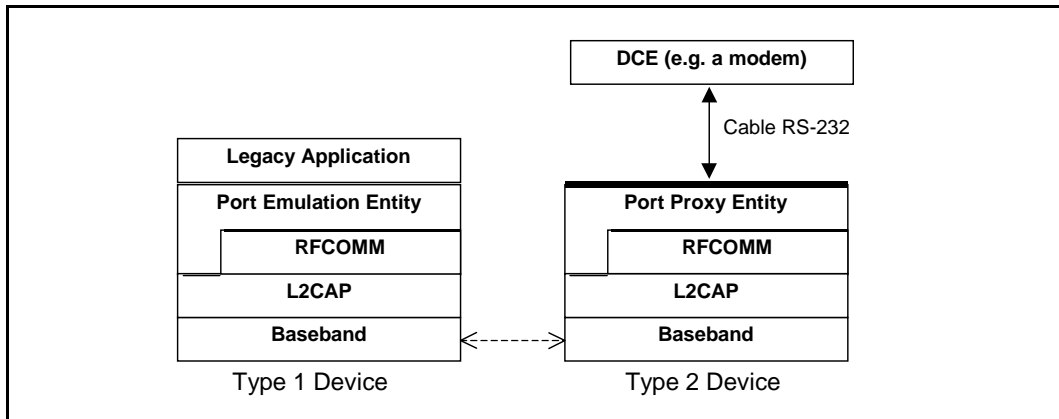 DCE (e.g. a modem)
Cable RS-232
Legacy Application
Port Emulation Entity
RFCOMM
L2CAP
Baseband
Type 1 Device
Port Proxy Entity
RFCOMM
L2CAP
Baseband
Type 2 Device